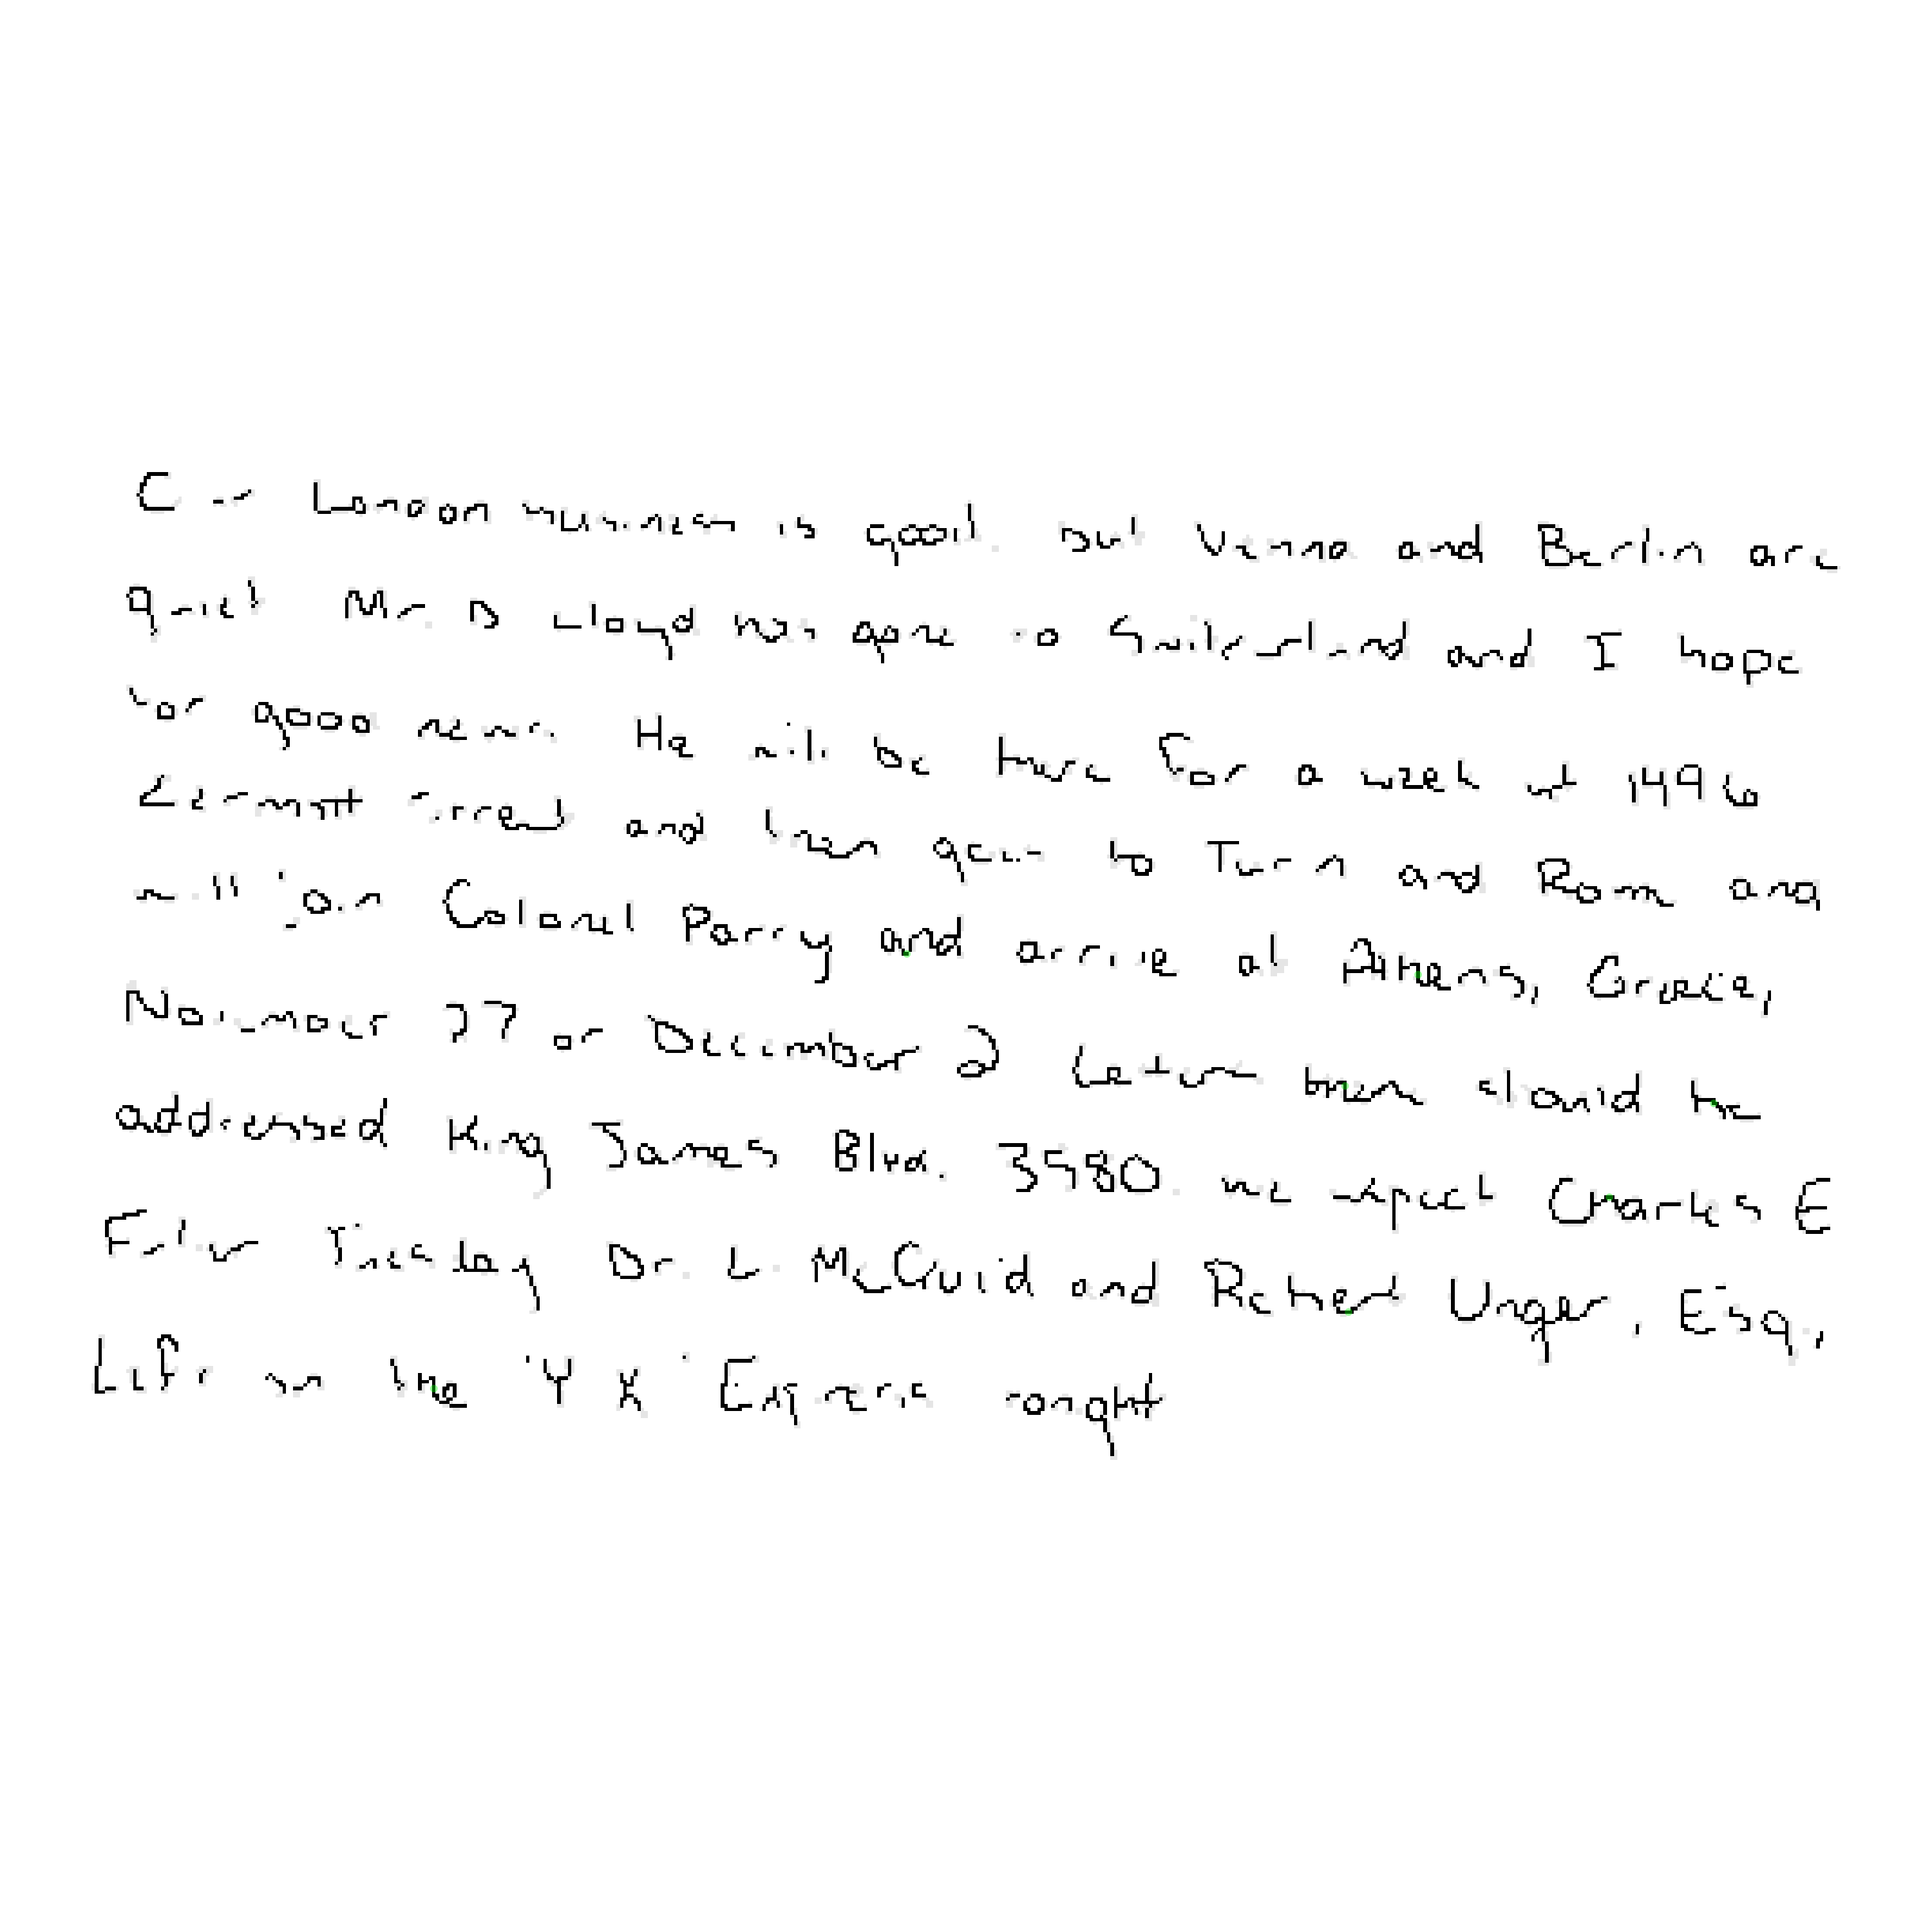 Our London business is good, but Vienna and Berlin are
quiet. Mr. D. Lloyd has gone to Switzerland and I hope
for good news. He will be there for a week at 1496
Zermott Street and then goes to Turin and Rome and
will join Colonel Parry and arrive at Athens, Greece,
November 27 or December 2. Letters there should be
addressed King James Blvd. 3580. We expect Charles E.
Fuller Tuesday. Dr. L. McQuaid and Robert Unger, Esq.,
Left on the "Y.X." Express tonight